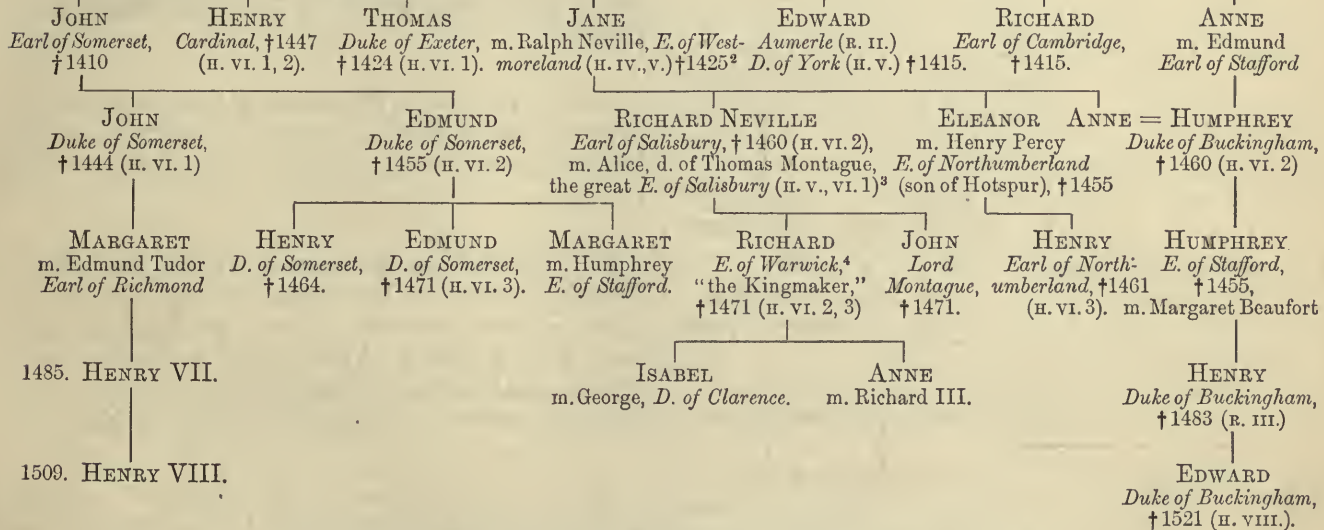 JOHN HENRY THOMAS JANE EDWARD RICHARD ANNE
Earl of Somerset, Cardinal, †1447 Duke of Exeter, m. Ralph Neville, E. of West- Aumerle (R. II.) Earl of Cambridge, m. Edmund
†1410 (H. VI. 1, 2). †1424 (H. VI. 1). moreland (H. IV., V.) †1425² D. of York (H. V.) †1415. †1415. Earl of Stafford
JOHN EDMUND RICHARD NEVILLE ELEANOR ANNE = HUMPHREY
Duke of Somerset, Duke of Somerset, Earl of Salisbury, †1460 (H. VI. 2), m. Henry Percy Duke of Buckingham,
†1444 (H. VI. 1) †1455 (H. VI. 2) m. Alice, d. of Thomas Montague, E. of Northumberland †1460 (H. VI. 2)
the great E. of Salisbury (H. V., VI. 1)³ (son of Hotspur), †1455
MARGARET HENRY EDMUND MARGARET RICHARD JOHN HENRY HUMPHREY
m. Edmund Tudor D. of Somerset, D. of Somerset, m. Humphrey E. of Warwick,⁴ Lord Earl of North- E. of Stafford,
Earl of Richmond †1464. †1471 (H. VI. 3). E. of Stafford. "the Kingmaker," Montague, umberland, †1461 †1455,
†1471 (H. VI. 2, 3) †1471. (H. VI. 3). m. Margaret Beaufort
1485. HENRY VII. ISABEL ANNE HENRY
m. George, D. of Clarence. m. Richard III. Duke of Buckingham,
†1483 (R. III.)
1509. HENRY VIII. EDWARD
Duke of Buckingham,
†1521 (H. VIII.).